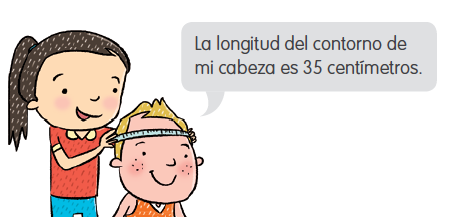 La longitud del contorno de
mi cabeza es 35 centímetros.